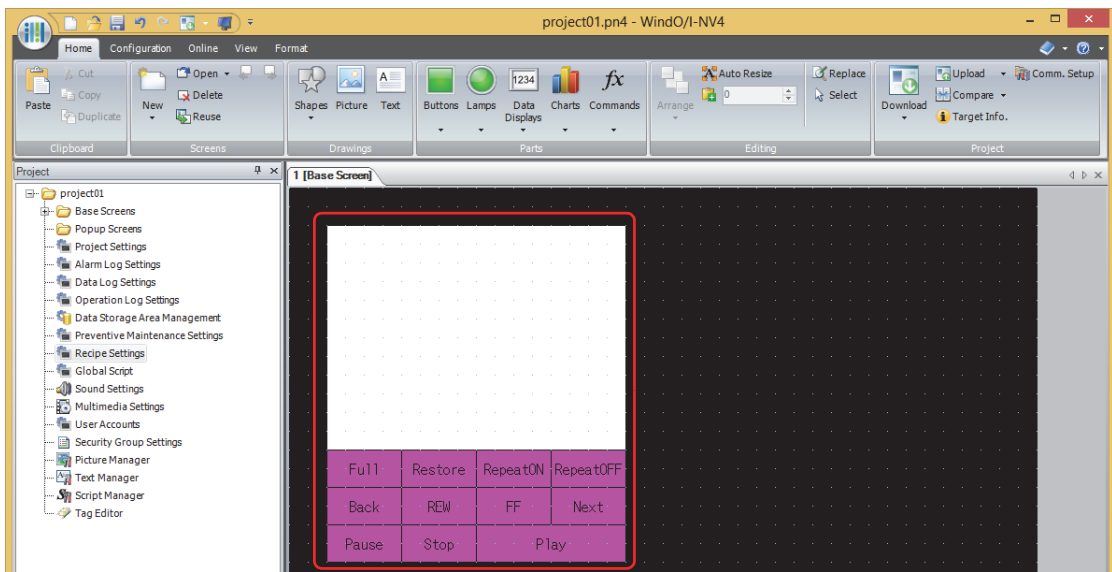 project01.pn4 - WindO/I-NV4
Home Configuration Online View Format
Paste
Cut
Copy
Duplicate
Clipboard
New
Open
Delete
Reuse
Screens
Shapes Picture Text
Drawings
Buttons Lamps Data Displays Charts Commands
1234
fx
Parts
Arrange
Auto Resize
0
Replace
Select
Editing
Download
Upload
Compare
Target Info.
Comm. Setup
Project
Project
1 [Base Screen]
project01
Base Screens
Popup Screens
Project Settings
Alarm Log Settings
Data Log Settings
Operation Log Settings
Data Storage Area Management
Preventive Maintenance Settings
Recipe Settings
Global Script
Sound Settings
Multimedia Settings
User Accounts
Security Group Settings
Picture Manager
Text Manager
Script Manager
Tag Editor
Full Restore RepeatON RepeatOFF
Back REW FF Next
Pause Stop Play